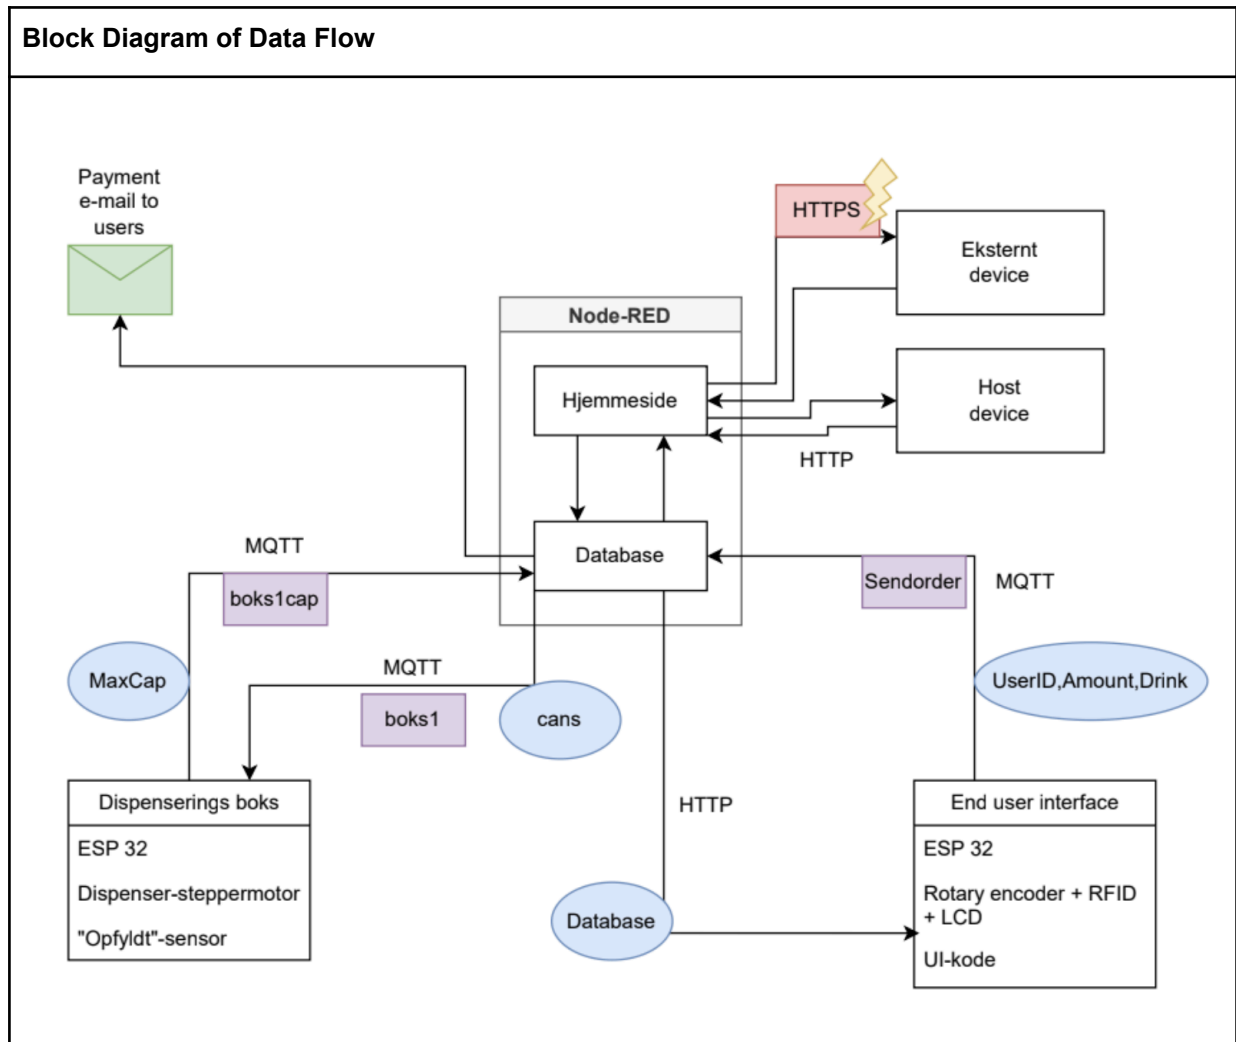 Block Diagram of Data Flow
Payment
e-mail to
users
HTTPS
Eksternt
device
Node-RED
Hjemmeside
Host
device
HTTP
MQTT
Database
boks1cap
Sendorder
MQTT
MaxCap
MQTT
UserID,Amount,Drink
boks1
cans
Dispenserings boks
ESP 32
Dispenser-steppermotor
"Opfyldt"-sensor
HTTP
Database
End user interface
ESP 32
Rotary encoder + RFID
+ LCD
UI-kode